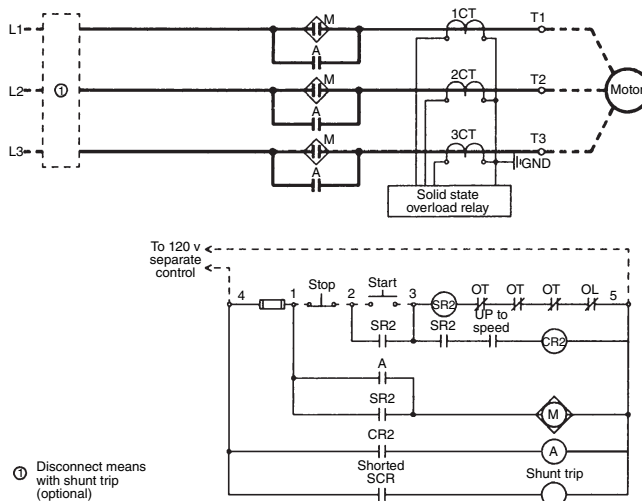 L1
M
A
1CT
T1
L2
①
M
A
2CT
T2
Motor
L3
M
A
3CT
T3
GND
Solid state
overload relay
To 120 v
separate
control
4
1
Stop
2
Start
3
SR2
OT
OT
OT
OL
5
SR2
SR2
UP to
speed
CR2
A
SR2
M
CR2
A
Shorted
SCR
Shunt trip
① Disconnect means
with shunt trip
(optional)